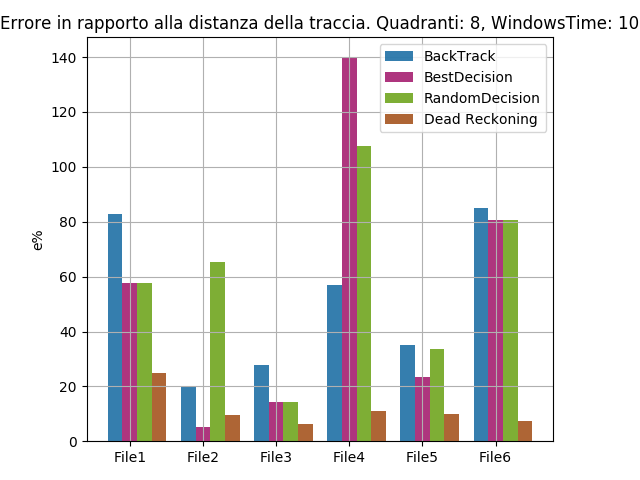 Errore in rapporto alla distanza della traccia. Quadranti: 8, WindowsTime: 10
BackTrack
BestDecision
RandomDecision
Dead Reckoning
e%
140
120
100
80
60
40
20
0
File1 File2 File3 File4 File5 File6